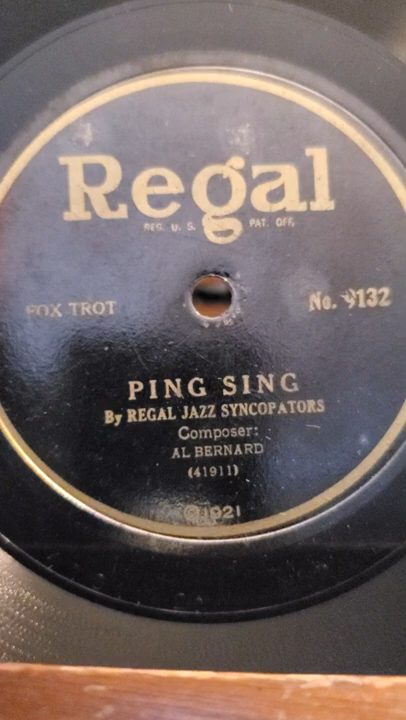 Regal
REG. U. S. PAT. OFF.
FOX TROT
No. 9132
PING SING
By REGAL JAZZ SYNCOPATORS
Composer:
AL BERNARD
(41911)
1921